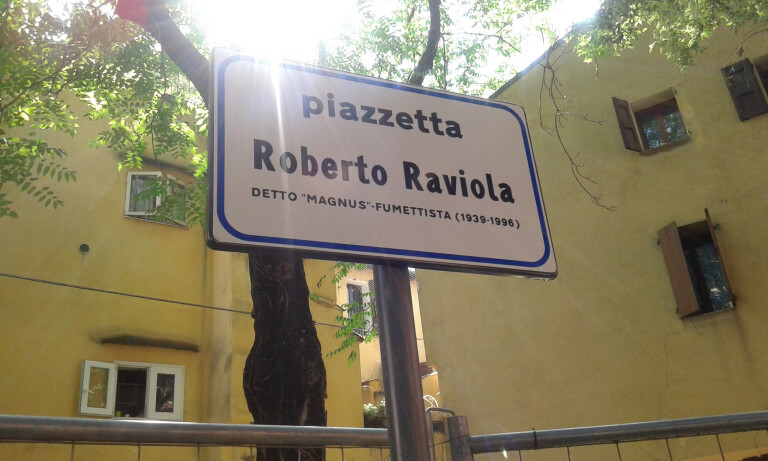 piazzetta
Roberto Raviola
DETTO "MAGNUS"-FUMETTISTA (1939-1996)